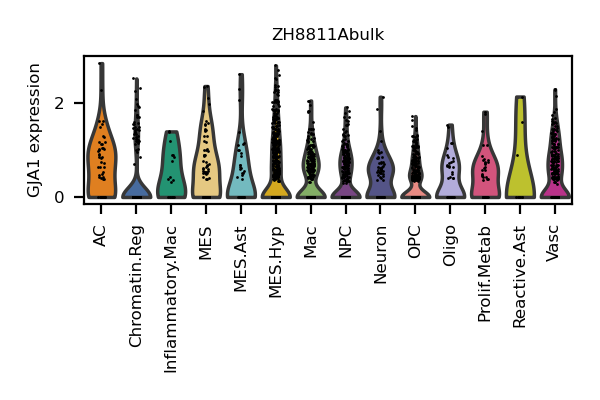 ZH8811Abulk
GJA1 expression
2
0
AC
Chromatin.Reg
Inflammatory.Mac
MES
MES.Ast
MES.Hyp
Mac
NPC
Neuron
OPC
Oligo
Prolif.Metab
Reactive.Ast
Vasc